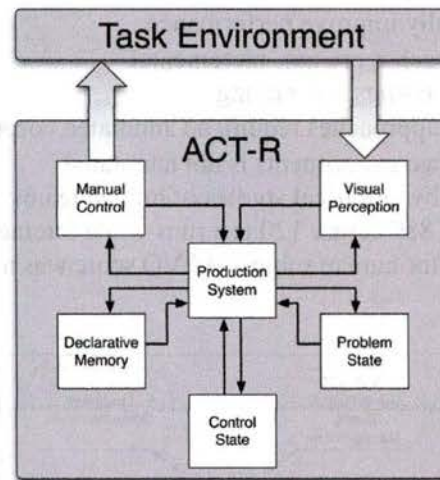 Task Environment
ACT-R
Manual
Control
Visual
Perception
Production
System
Declarative
Memory
Problem
State
Control
State